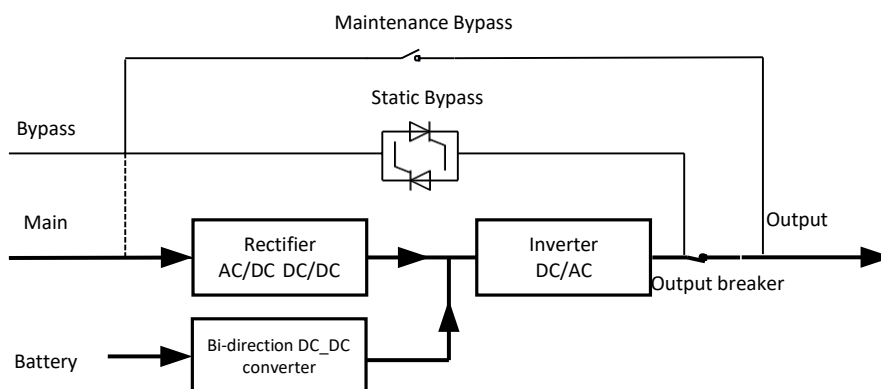 Maintenance Bypass
Static Bypass
Bypass
Main
Output
Rectifier
AC/DC DC/DC
Inverter
DC/AC
Output breaker
Battery
Bi-direction DC_DC
converter